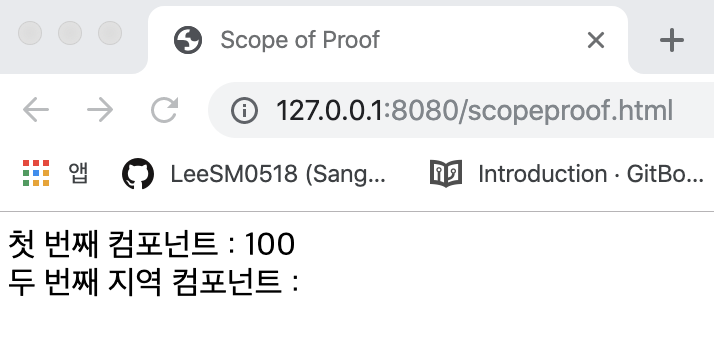 Scope of Proof
127.0.0.1:8080/scopeproof.html
앱 LeeSM0518 (Sang... Introduction · GitBo...
첫 번째 컴포넌트 : 100
두 번째 지역 컴포넌트 :